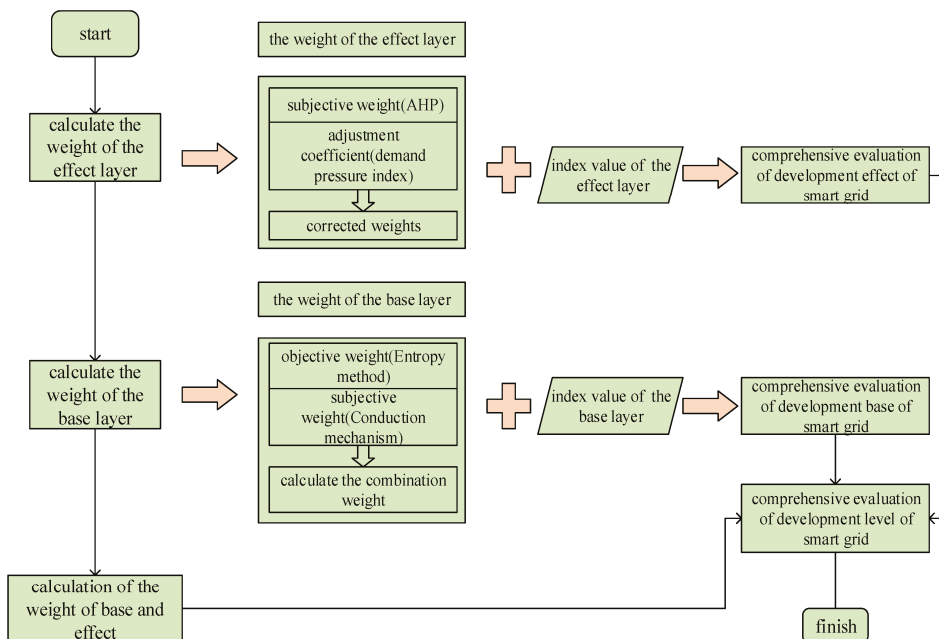 start
the weight of the effect layer
calculate the
weight of the
effect layer
subjective weight(AHP)
adjustment
coefficient(demand
pressure index)
corrected weights
index value of the
effect layer
comprehensive evaluation
of development effect of
smart grid
the weight of the base layer
calculate the
weight of the
base layer
objective weight(Entropy
method)
subjective
weight(Conduction
mechanism)
calculate the combination
weight
index value of the
base layer
comprehensive evaluation
of development base of
smart grid
comprehensive evaluation
of development level of
smart grid
calculation of the
weight of base and
effect
finish